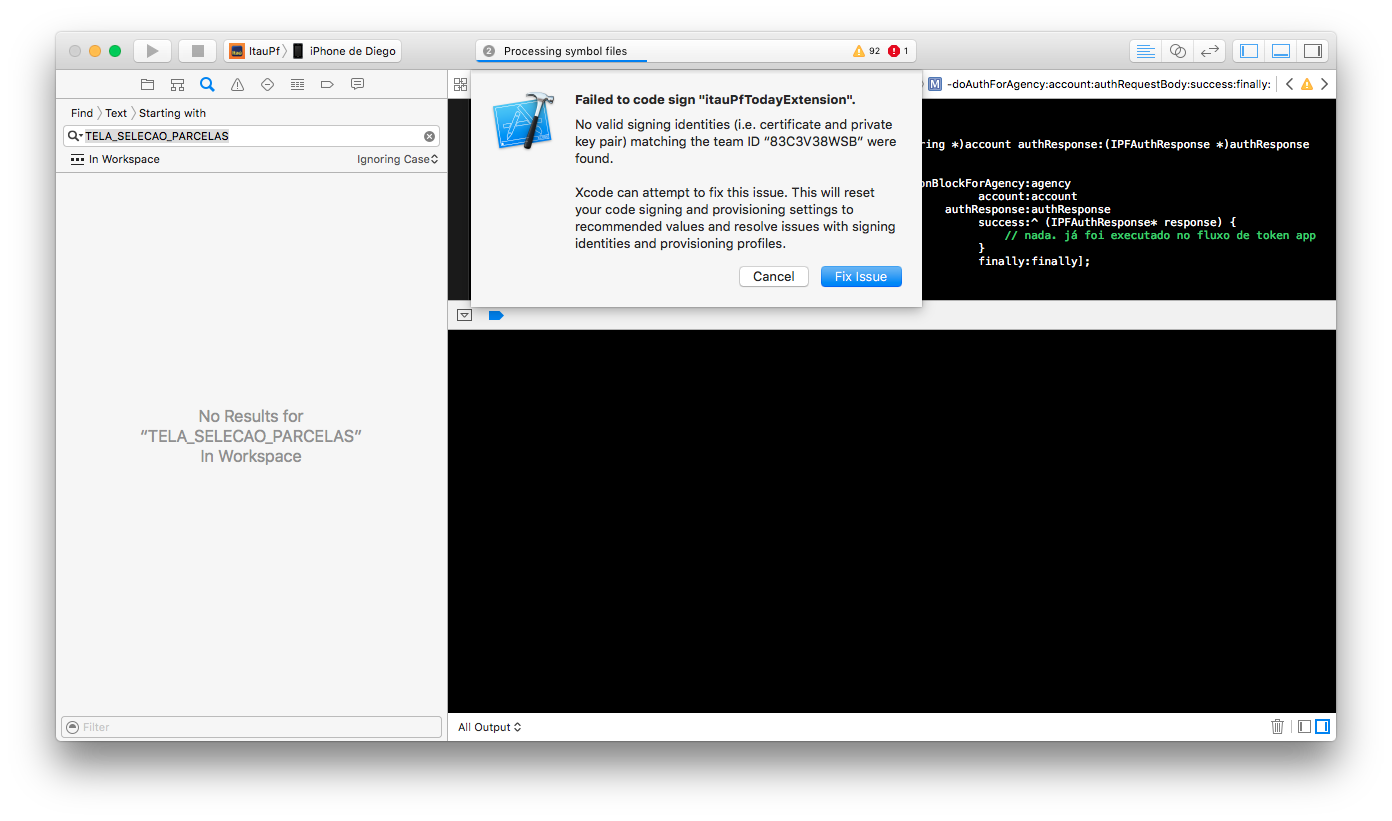 ItauPf
iPhone de Diego
2 Processing symbol files
92
1
Find
Text
Starting with
M -doAuthForAgency:account:authRequestBody:success:finally:
TELA_SELECAO_PARCELAS
In Workspace
Ignoring Case
Failed to code sign "itauPfTodayExtension".
No valid signing identities (i.e. certificate and private
key pair) matching the team ID “83C3V38WSB” were
found.
Xcode can attempt to fix this issue. This will reset
your code signing and provisioning settings to
recommended values and resolve issues with signing
identities and provisioning profiles.
Cancel
Fix Issue
ring *)account authResponse:(IPFAuthResponse *)authResponse
onBlockForAgency:agency
account:account
authResponse:authResponse
success:^ (IPFAuthResponse* response) {
// nada. já foi executado no fluxo de token app
}
finally:finally];
No Results for
“TELA_SELECAO_PARCELAS”
In Workspace
Filter
All Output